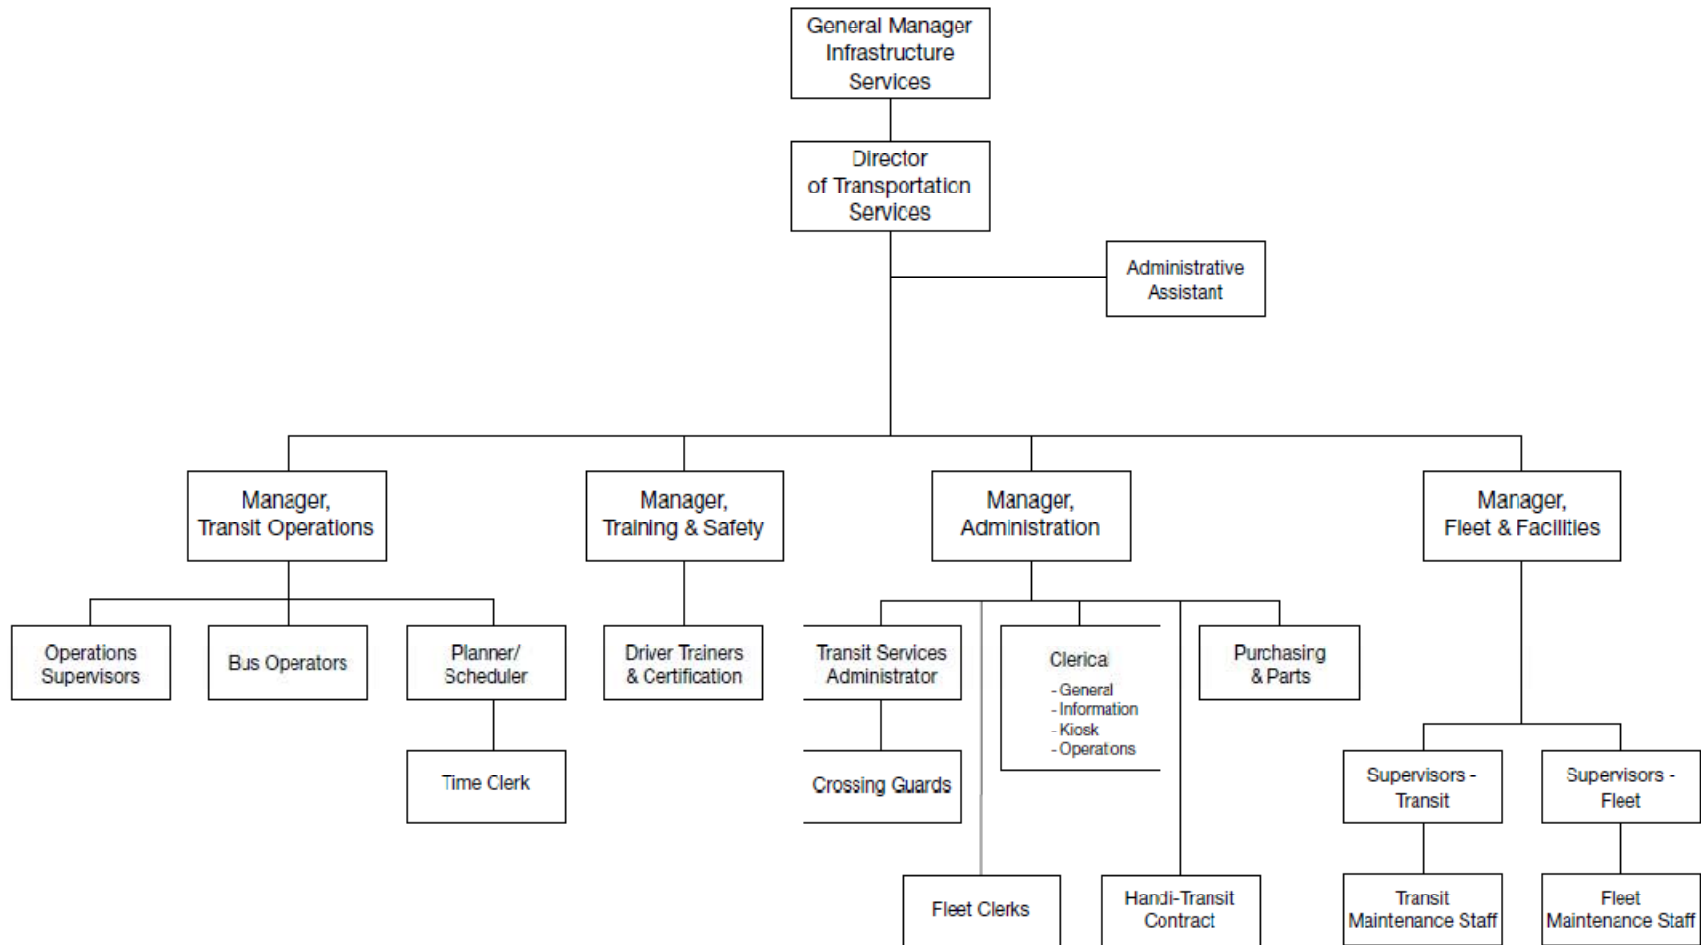 General Manager
Infrastructure
Services
Director
of Transportation
Services
Administrative
Assistant
Manager,
Transit Operations
Manager,
Training & Safety
Manager,
Administration
Manager,
Fleet & Facilities
Operations
Supervisors
Bus Operators
Planner/
Scheduler
Driver Trainers
& Certification
Transit Services
Administrator
Clerical
- General
- Information
- Kiosk
- Operations
Purchasing
& Parts
Time Clerk
Crossing Guards
Supervisors -
Transit
Supervisors -
Fleet
Fleet Clerks
Handi-Transit
Contract
Transit
Maintenance Staff
Fleet
Maintenance Staff